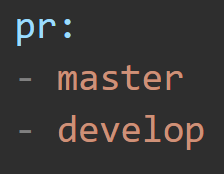 pr:
- master
- develop